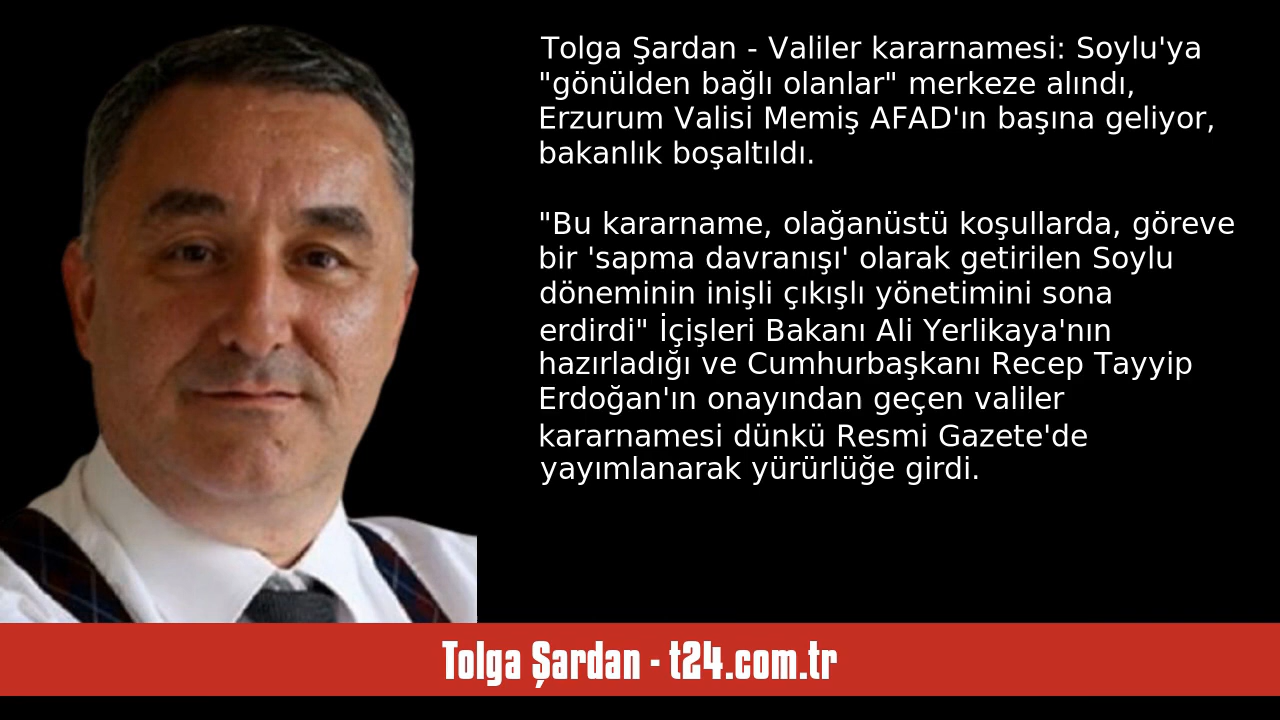 Tolga Şardan - Valiler kararnamesi: Soylu'ya
"gönülden bağlı olanlar" merkeze alındı,
Erzurum Valisi Memiş AFAD'ın başına geliyor,
bakanlık boşaltıldı.
"Bu kararname, olağanüstü koşullarda, göreve
bir 'sapma davranışı' olarak getirilen Soylu
döneminin inişli çıkışlı yönetimini sona
erdirdi" İçişleri Bakanı Ali Yerlikaya'nın
hazırladığı ve Cumhurbaşkanı Recep Tayyip
Erdoğan'ın onayından geçen valiler
kararnamesi dünkü Resmi Gazete'de
yayımlanarak yürürlüğe girdi.
Tolga Şardan - t24.com.tr